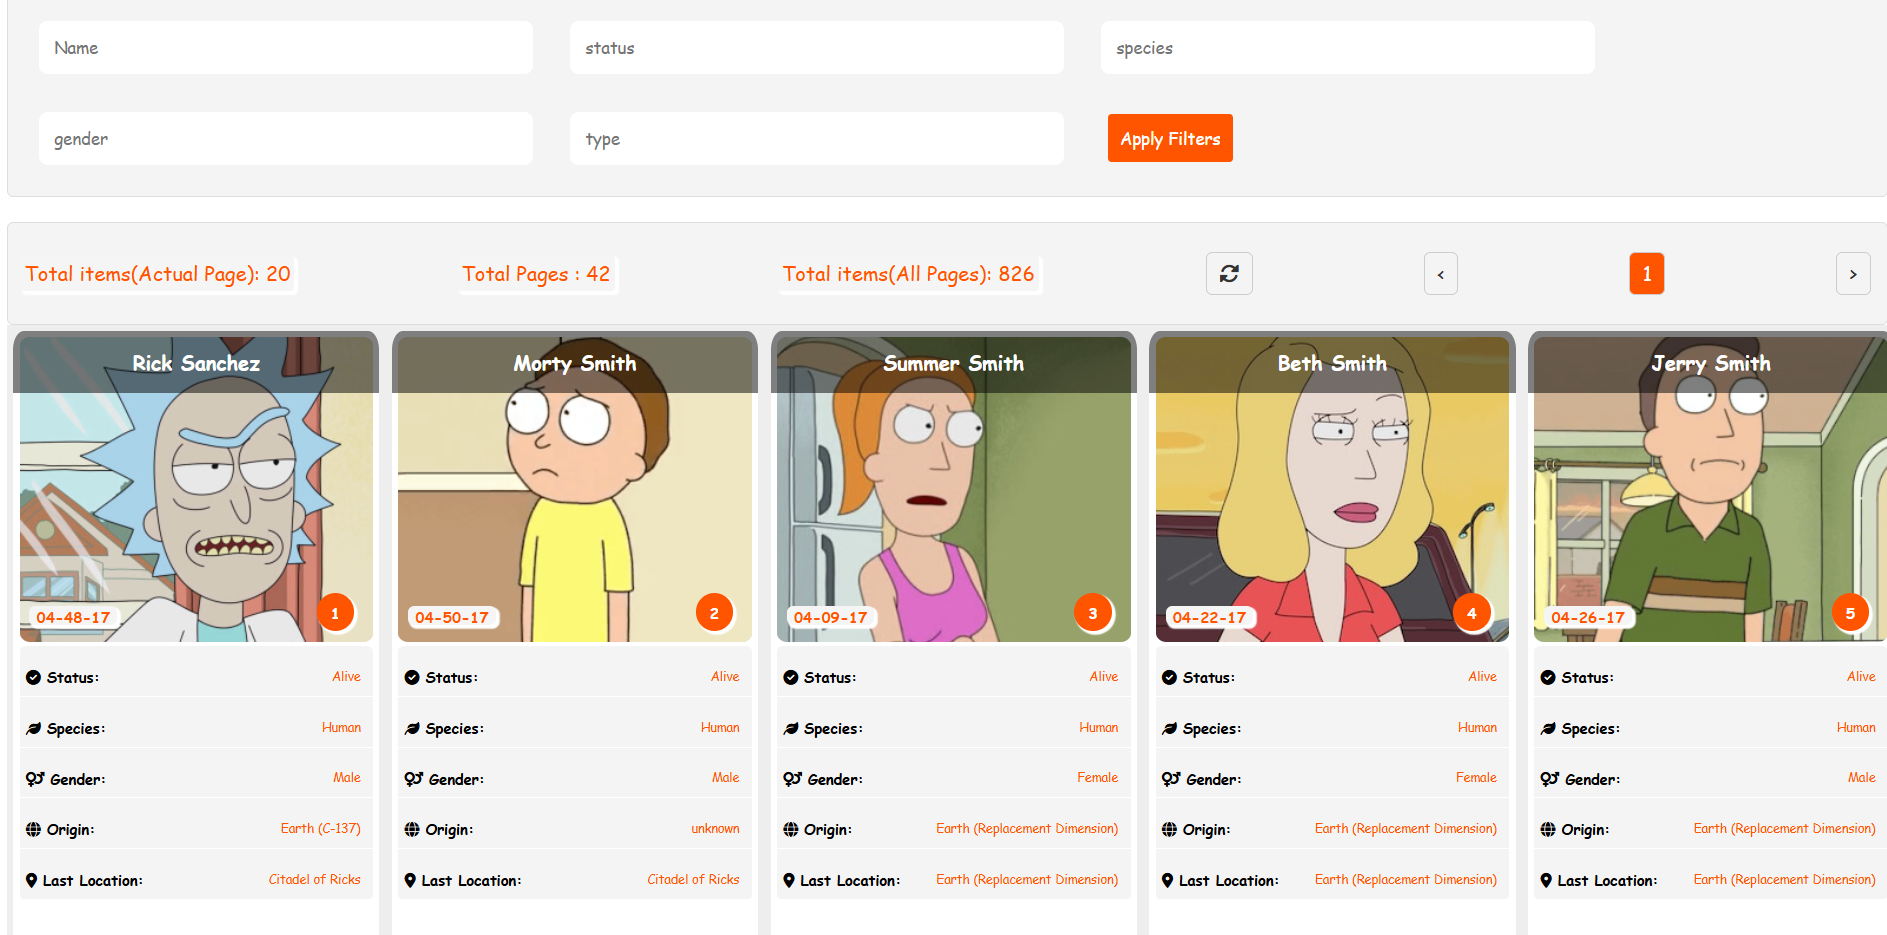 Name status species
gender type Apply Filters
Total items(Actual Page): 20 Total Pages : 42 Total items(All Pages): 826 < 1 >
Rick Sanchez Morty Smith Summer Smith Beth Smith Jerry Smith
04-48-17 1 04-50-17 2 04-09-17 3 04-22-17 4 04-26-17 5
Status: Alive Status: Alive Status: Alive Status: Alive Status: Alive
Species: Human Species: Human Species: Human Species: Human Species: Human
Gender: Male Gender: Male Gender: Female Gender: Female Gender: Male
Origin: Earth (C-137) Origin: unknown Origin: Earth (Replacement Dimension) Origin: Earth (Replacement Dimension) Origin: Earth (Replacement Dimension)
Last Location: Citadel of Ricks Last Location: Citadel of Ricks Last Location: Earth (Replacement Dimension) Last Location: Earth (Replacement Dimension) Last Location: Earth (Replacement Dimension)